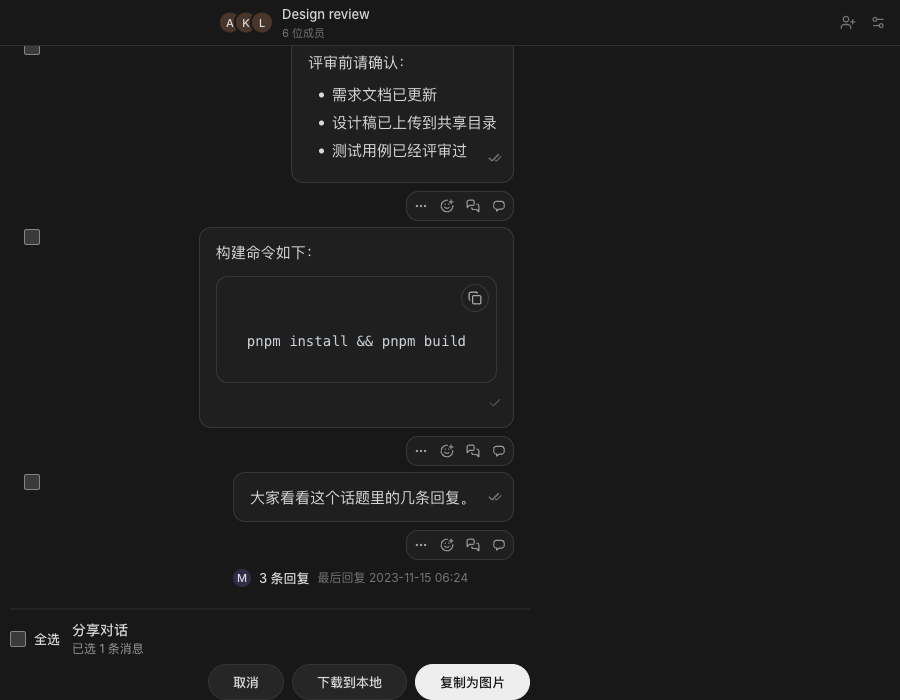 A K L
Design review
6 位成员
评审前请确认：
• 需求文档已更新
• 设计稿已上传到共享目录
• 测试用例已经评审过
构建命令如下：
pnpm install && pnpm build
大家看看这个话题里的几条回复。
M 3 条回复 最后回复 2023-11-15 06:24
全选
分享对话
已选 1 条消息
取消
下载到本地
复制为图片